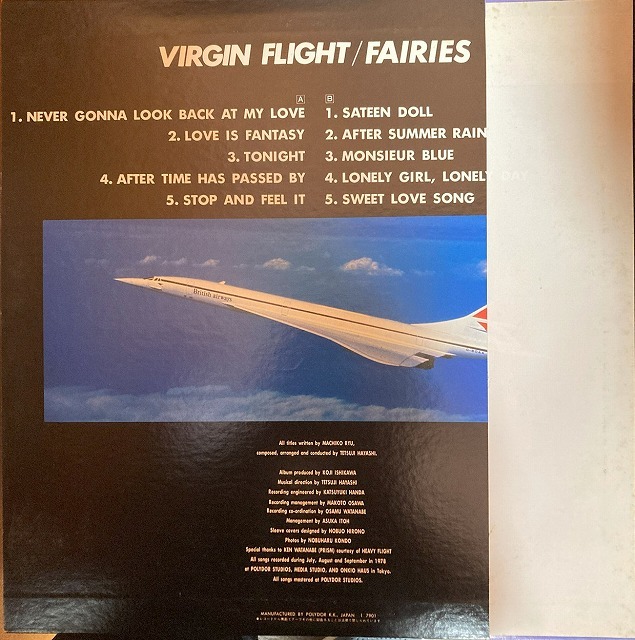 VIRGIN FLIGHT/FAIRIES
A
1. NEVER GONNA LOOK BACK AT MY LOVE
2. LOVE IS FANTASY
3. TONIGHT
4. AFTER TIME HAS PASSED BY
5. STOP AND FEEL IT
B
1. SATEEN DOLL
2. AFTER SUMMER RAIN
3. MONSIEUR BLUE
4. LONELY GIRL, LONELY DAY
5. SWEET LOVE SONG
British airways
All titles written by MACHIKO RYU,
composed, arranged and conducted by TETSUJI HAYASHI.
Album produced by KOJI ISHIKAWA
Musical direction by TETSUJI HAYASHI
Recording engineered by KATSUYUKI HANDA
Recording management by MAKOTO OSAWA
Recording co-ordination by OSAMU WATANABE
Management by ASUKA ITOH
Sleeve covers designed by NOBUO HIRONO
Photos by NOBUHARU KONDO
Special thanks to KEN WATANABE (PRISM) courtesy of HEAVY FLIGHT
All songs recorded during July, August and September in 1978
at POLYDOR STUDIOS, MEDIA STUDIO, AND ONKIO HAUS in Tokyo.
All songs mastered at POLYDOR STUDIOS.
MANUFACTURED BY POLYDOR K.K., JAPAN